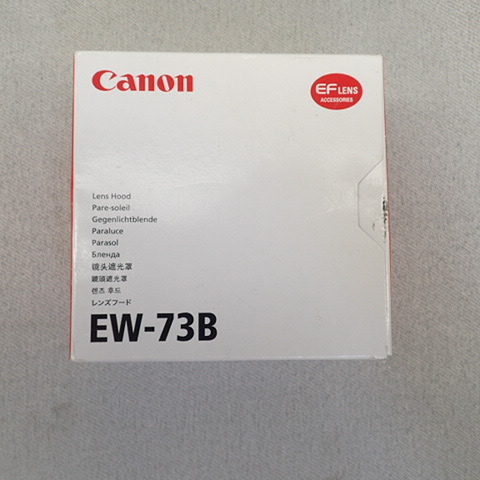 Canon
EF LENS
ACCESSORIES
Lens Hood
Pare-soleil
Gegenlichtblende
Paraluce
Parasol
Бленда
镜头遮光罩
鏡頭遮光罩
렌즈 후드
レンズフード
EW-73B